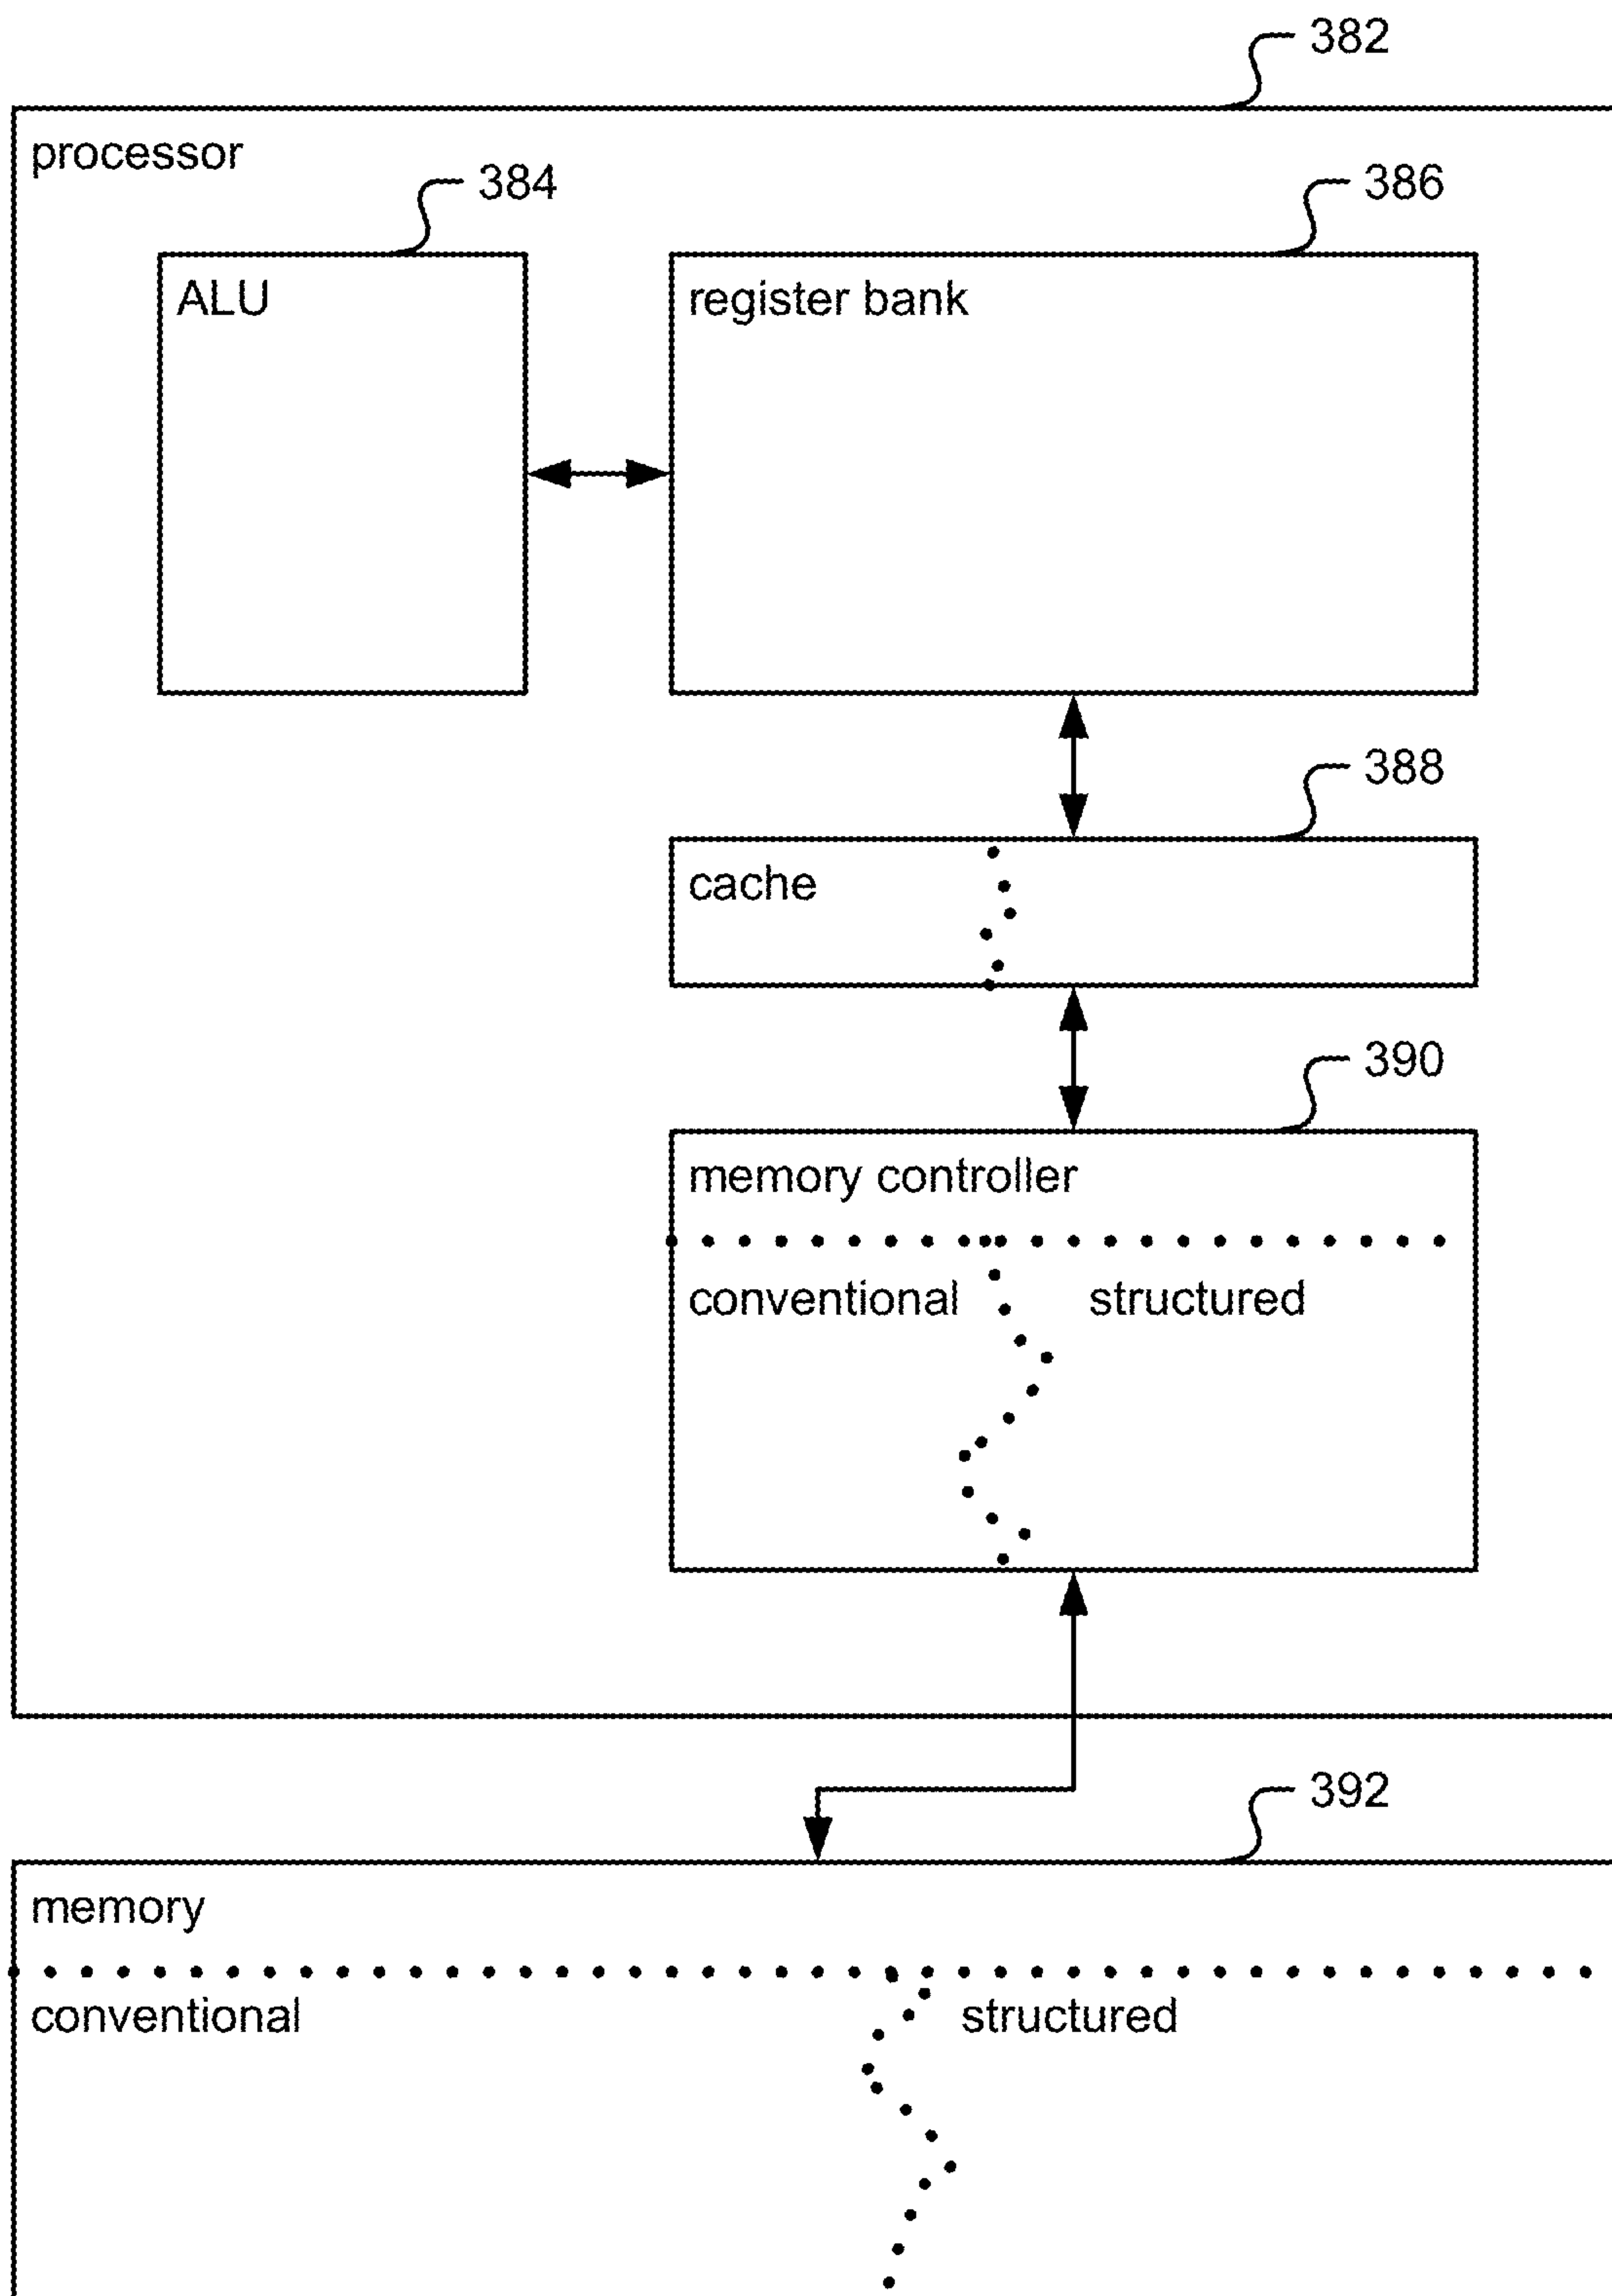 382
processor
384
386
ALU
register bank
388
cache
390
memory controller
conventional structured
392
memory
conventional structured